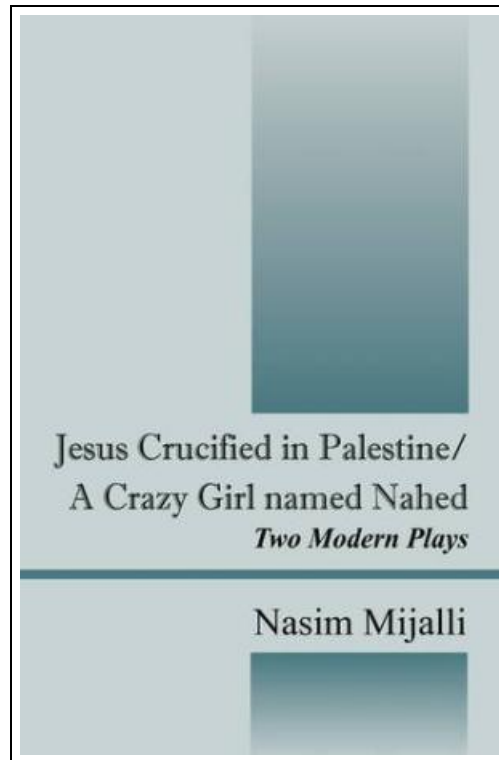 Jesus Crucified in Palestine/
A Crazy Girl named Nahed
Two Modern Plays
Nasim Mijalli